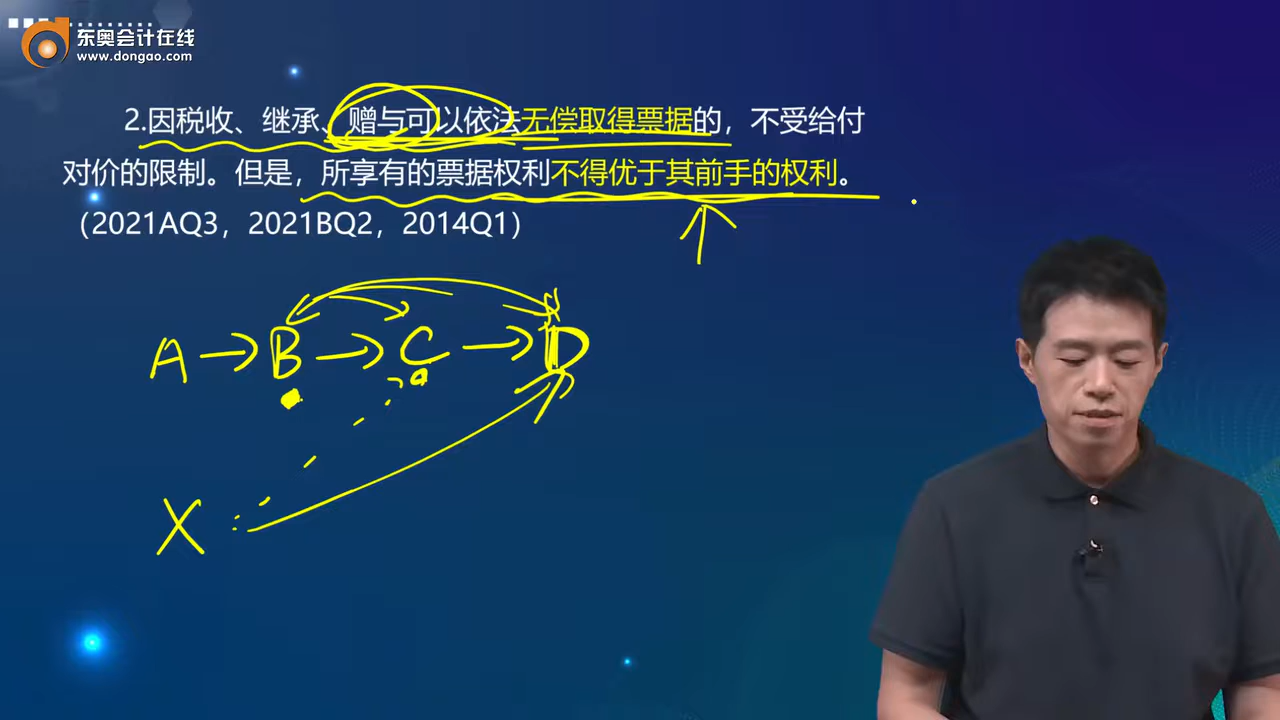 东奥会计在线
www.dongao.com
2.因税收、继承、赠与可以依法无偿取得票据的，不受给付
对价的限制。但是，所享有的票据权利不得优于其前手的权利。
（2021AQ3，2021BQ2，2014Q1）
A → B → C → D
X